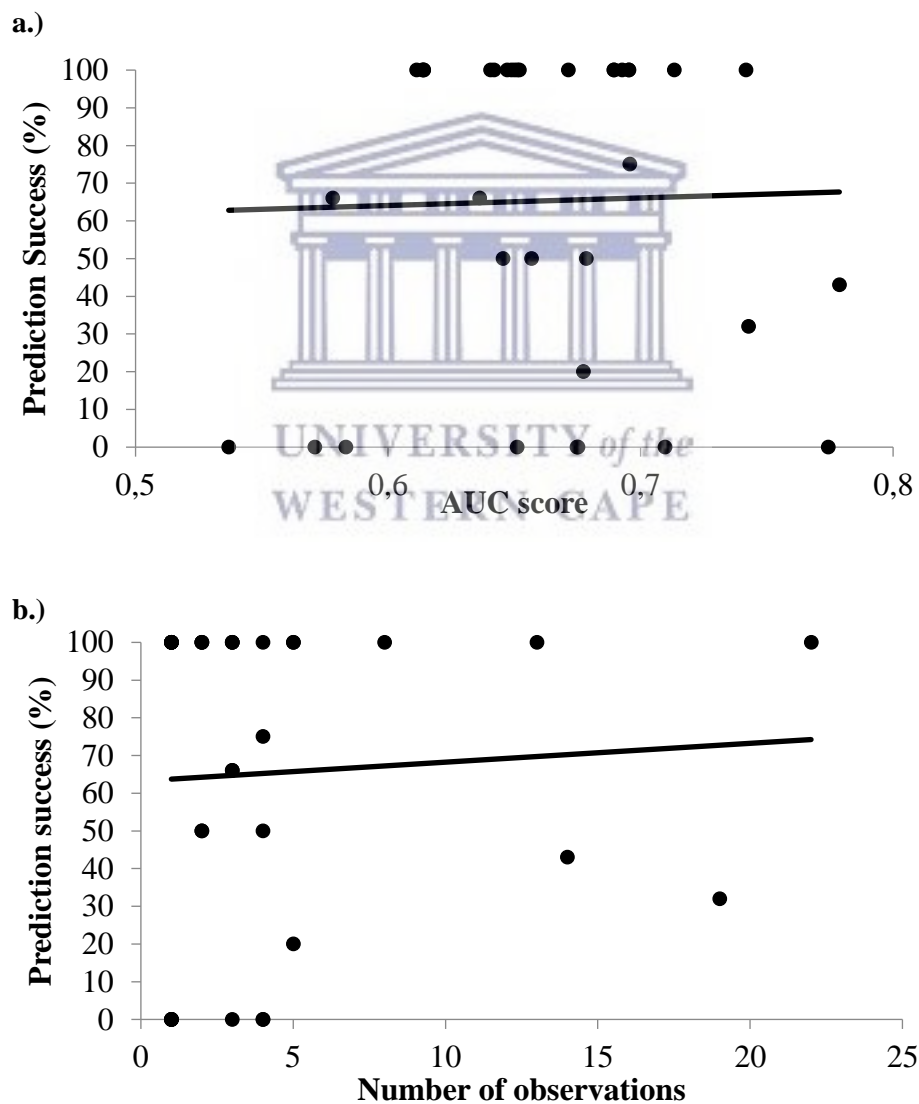 a.)
Prediction Success (%)
100
90
80
70
60
50
40
30
20
10
0
0,5 0,6 0,7 0,8
AUC score
UNIVERSITY of the
WESTERN CAPE
b.)
Prediction success (%)
100
90
80
70
60
50
40
30
20
10
0
0 5 10 15 20 25
Number of observations